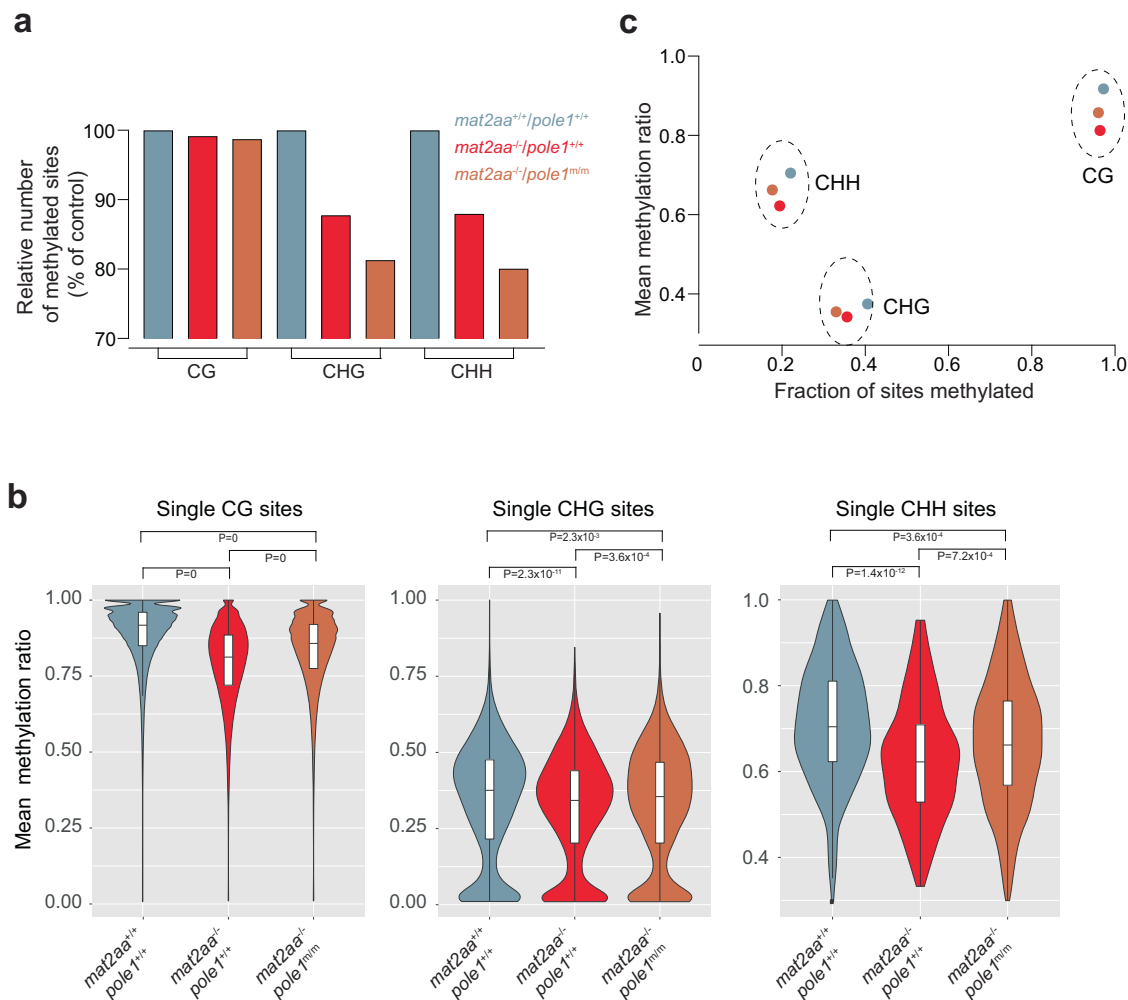 a
Relative number
of methylated sites
(% of control)
100
90
80
70
CG
CHG
CHH
mat2aa+/+/pole1+/+
mat2aa-/-/pole1+/+
mat2aa-/-/pole1m/m
c
Mean methylation ratio
1.0
0.8
0.6
0.4
CHH
CG
CHG
0 0.2 0.4 0.6 0.8 1.0
Fraction of sites methylated
b
Mean methylation ratio
Single CG sites
P=0
P=0 P=0
1.00
0.75
0.50
0.25
0.00
mat2aa+/+
pole1+/+
mat2aa-/-
pole1+/+
mat2aa-/-
pole1m/m
Single CHG sites
P=2.3x10-3
P=3.6x10-4
P=2.3x10-11
1.00
0.50
0.25
0.00
mat2aa+/+
pole1+/+
mat2aa-/-
pole1+/+
mat2aa-/-
pole1m/m
Single CHH sites
P=3.6x10-4
P=7.2x10-4
P=1.4x10-12
1.0
0.8
0.6
0.4
mat2aa+/+
pole1+/+
mat2aa-/-
pole1+/+
mat2aa-/-
pole1m/m